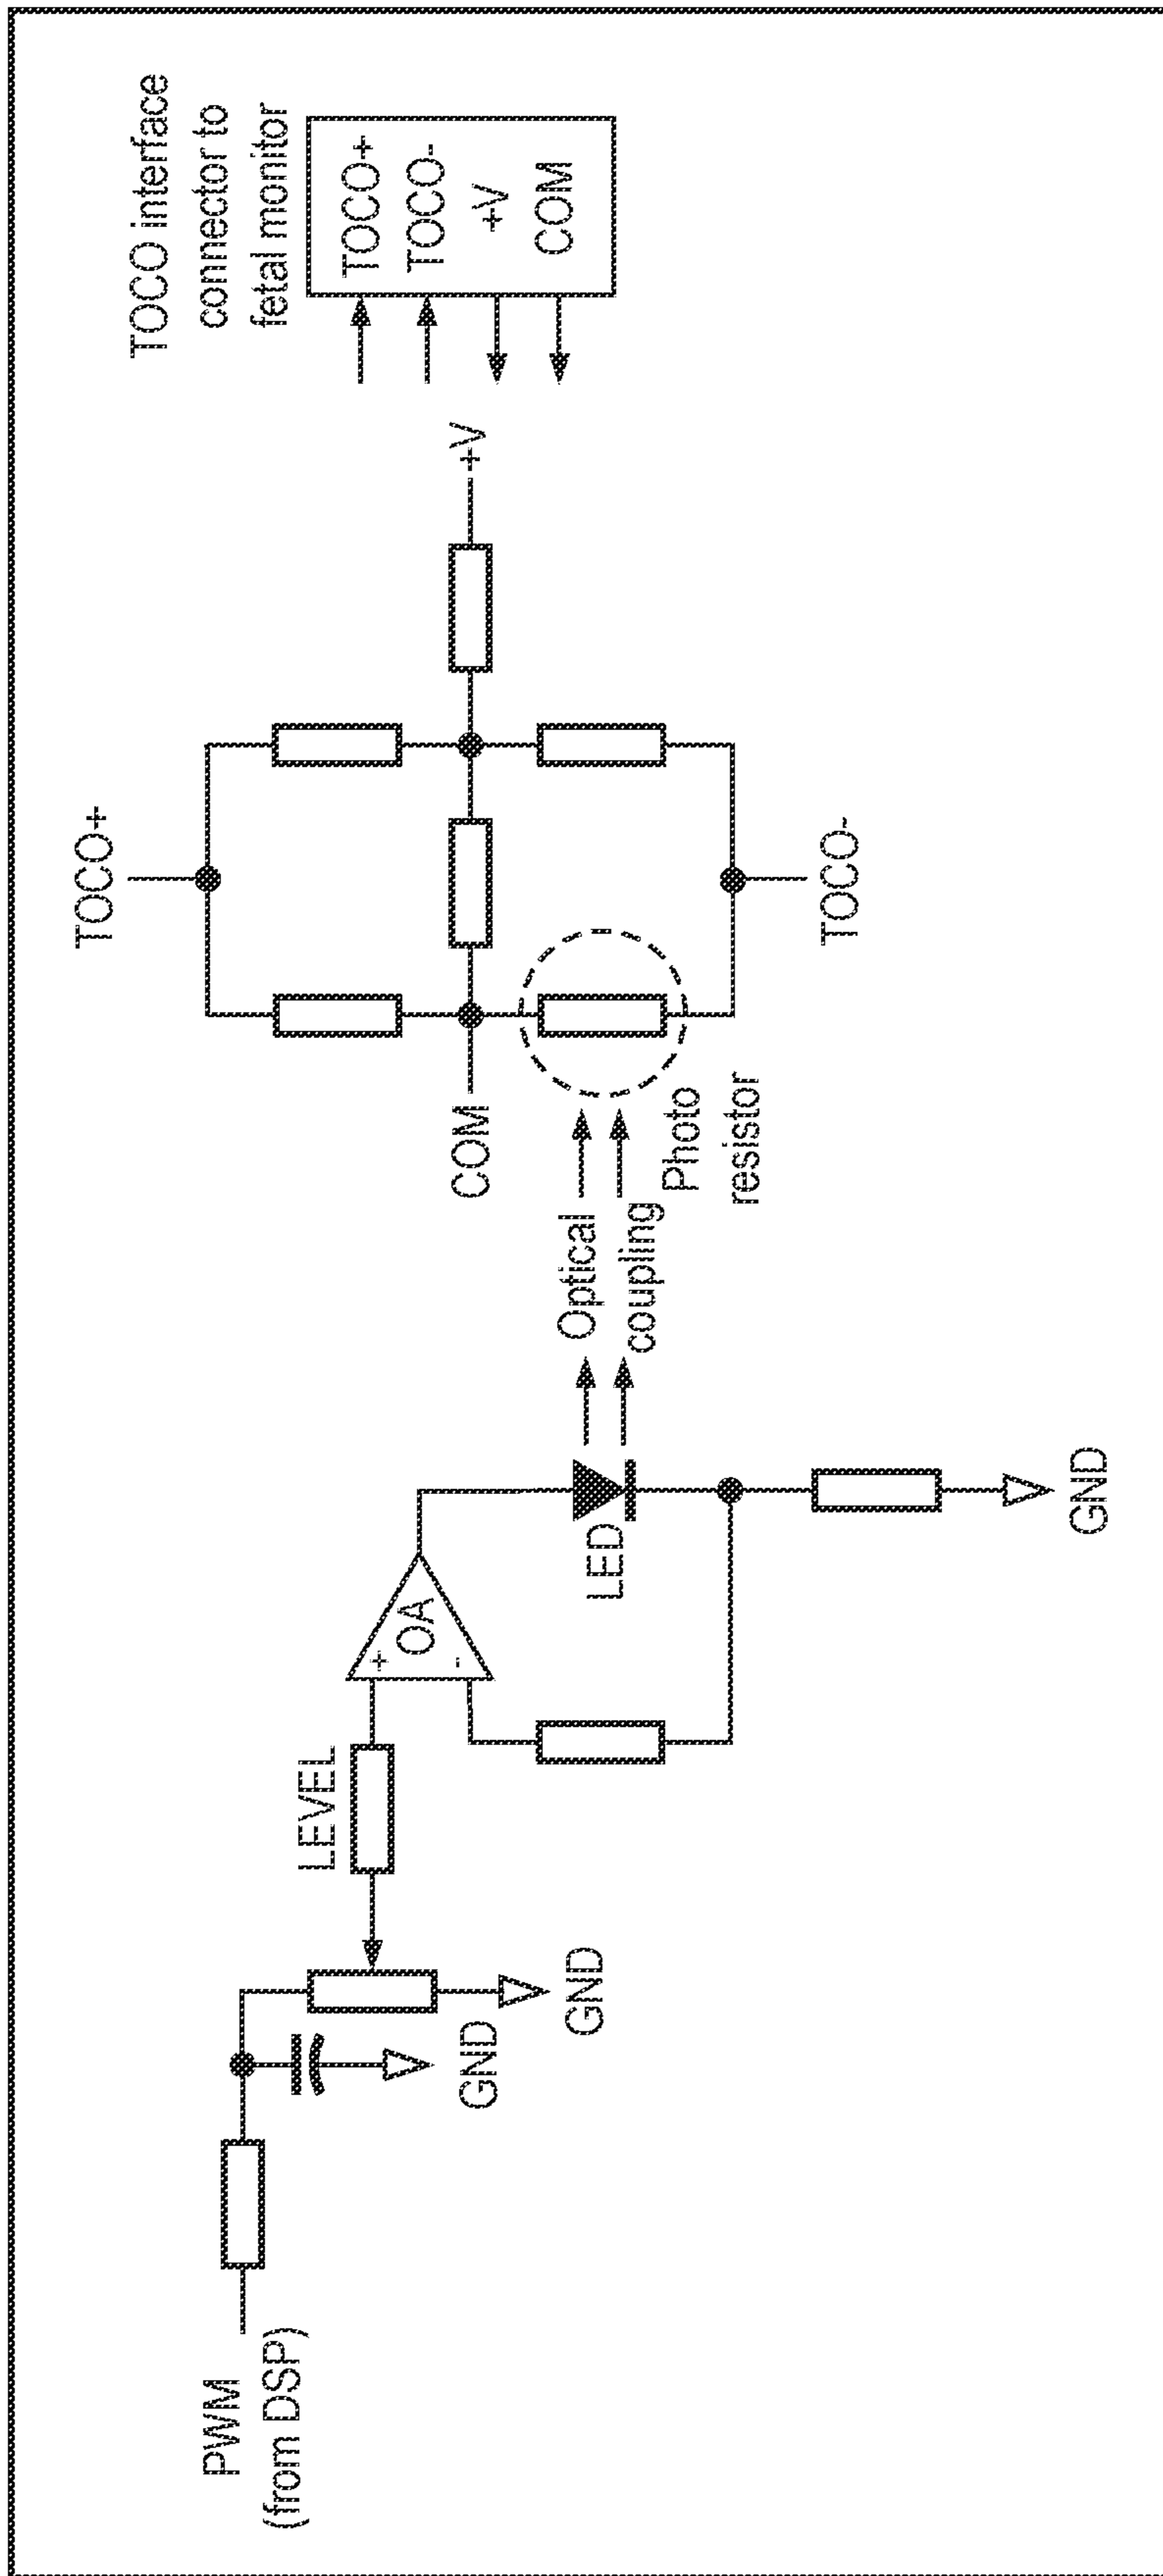 PWM
(from DSP)
GND
GND
LEVEL
+
OA
-
LED
GND
Optical
coupling
COM
Photo
resistor
TOCO+
TOCO-
+V
TOCO interface
connector to
fetal monitor
TOCO+
TOCO-
+V
COM